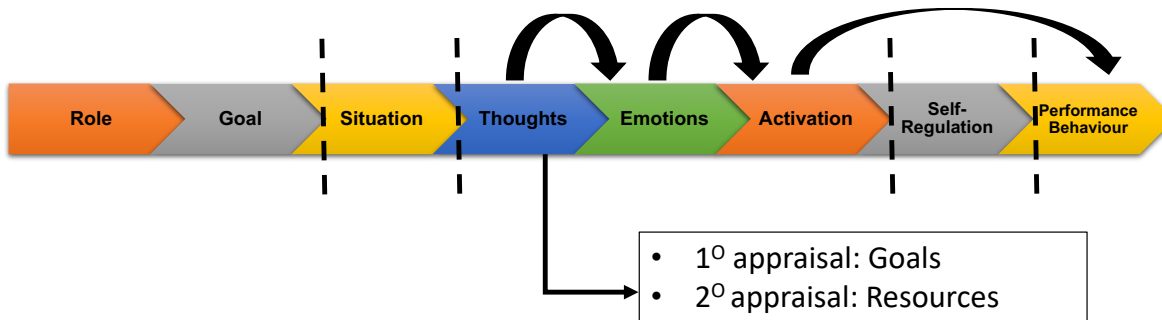 Role
Goal
Situation
Thoughts
Emotions
Activation
Self-
Regulation
Performance
Behaviour
• 1º appraisal: Goals
• 2º appraisal: Resources